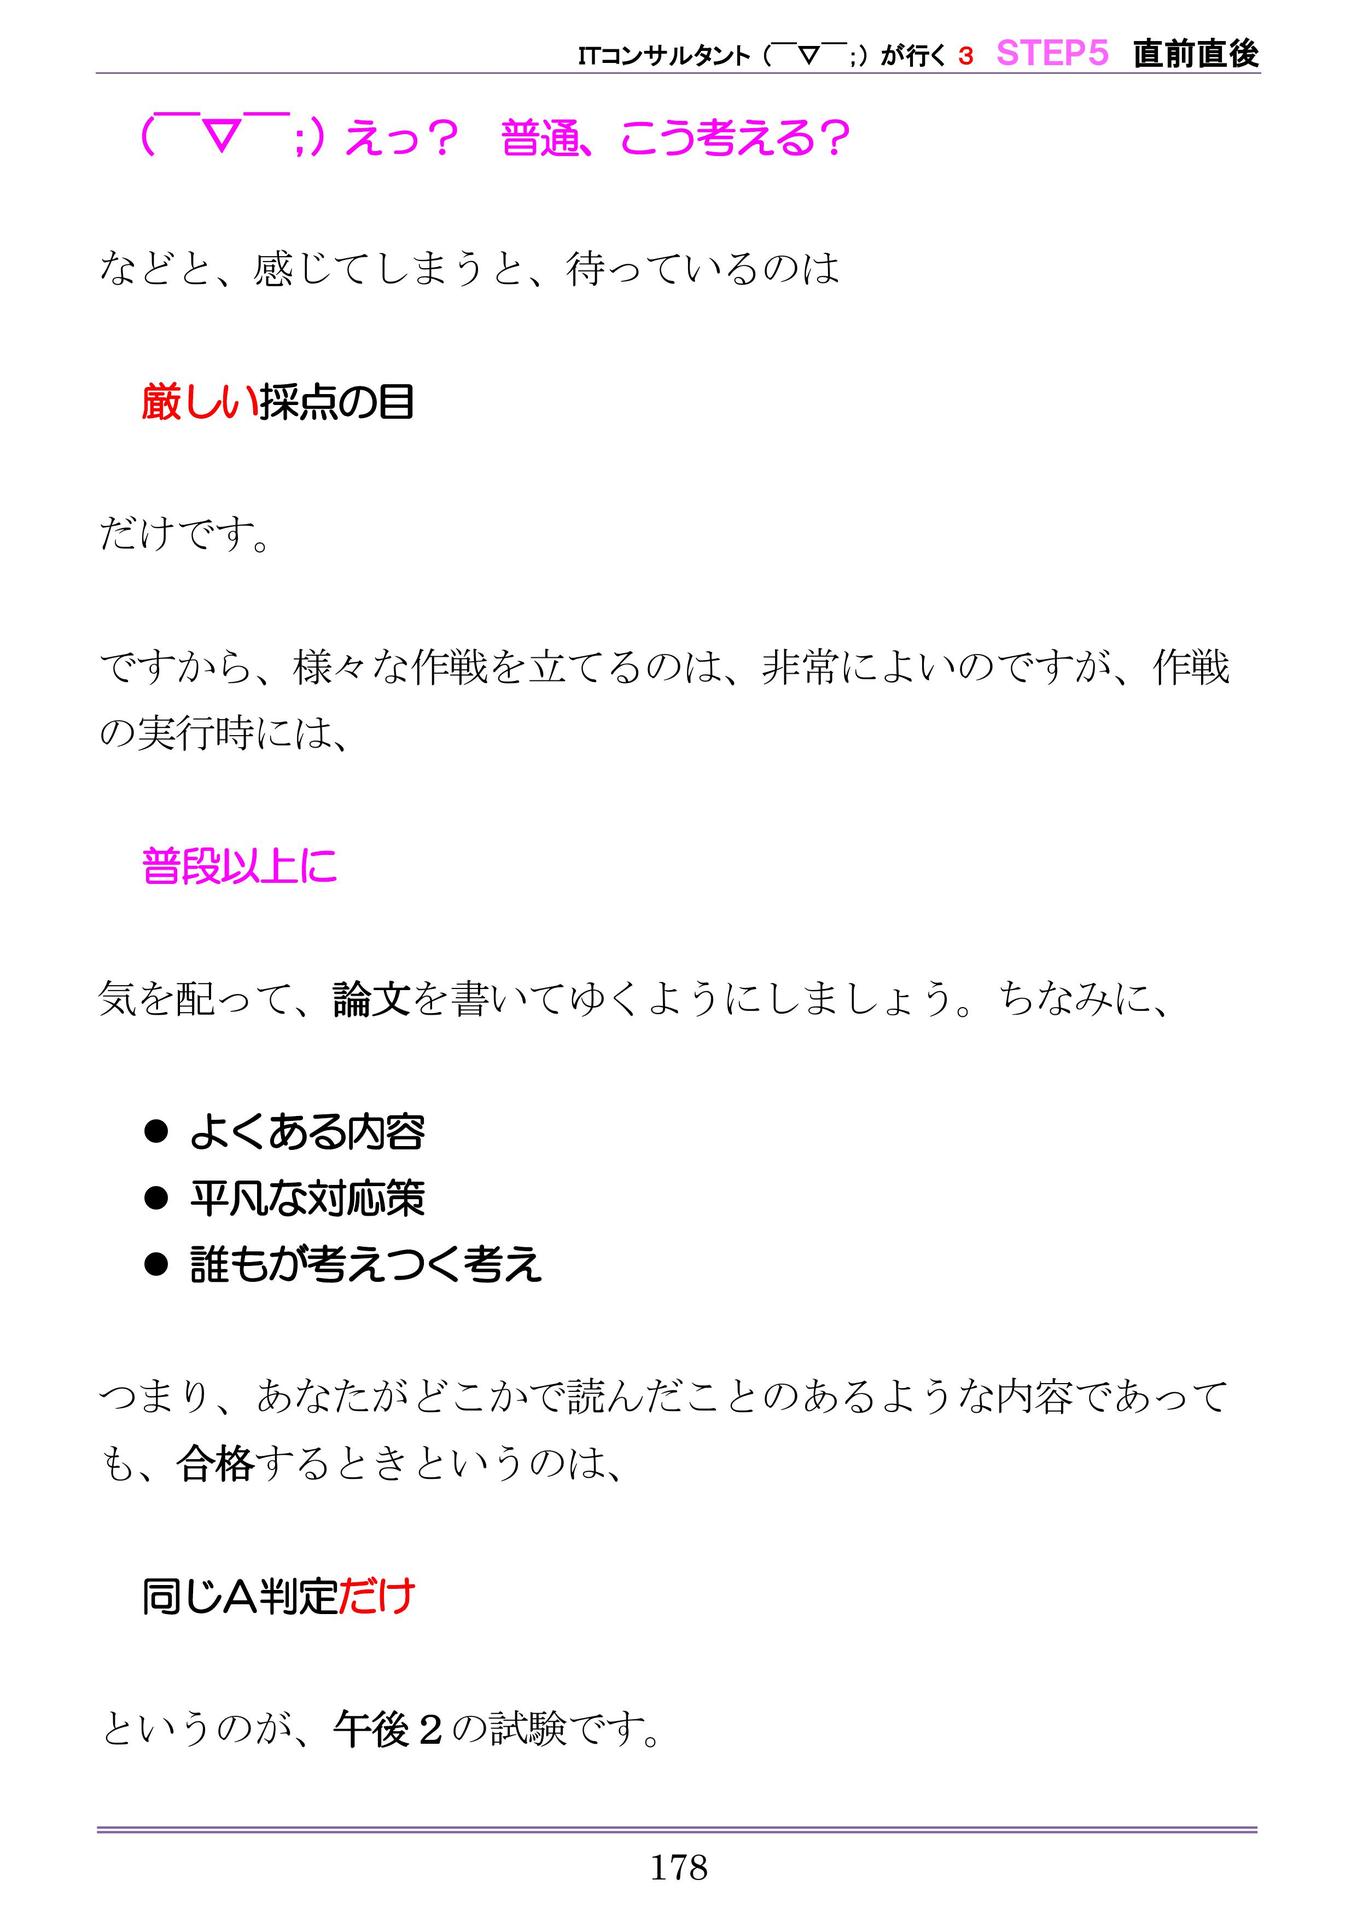 ITコンサルタント（￣▽￣；）が行く 3 STEP5 直前直後
（￣▽￣；）えっ？　普通、こう考える？
などと、感じてしまうと、待っているのは
厳しい採点の目
だけです。
ですから、様々な作戦を立てるのは、非常によいのですが、作戦
の実行時には、
普段以上に
気を配って、論文を書いてゆくようにしましょう。ちなみに、
● よくある内容
● 平凡な対応策
● 誰もが考えつく考え
つまり、あなたがどこかで読んだことのあるような内容であって
も、合格するときというのは、
同じＡ判定だけ
というのが、午後２の試験です。
178